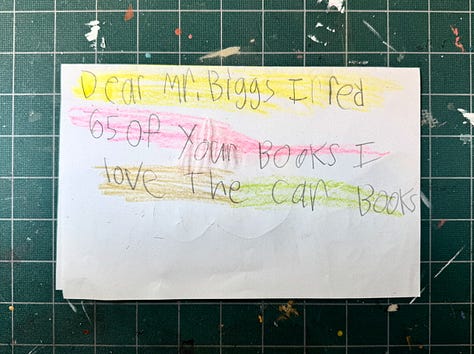 Dear Mr. Biggs I red
65 of Your Books I
love The car Books